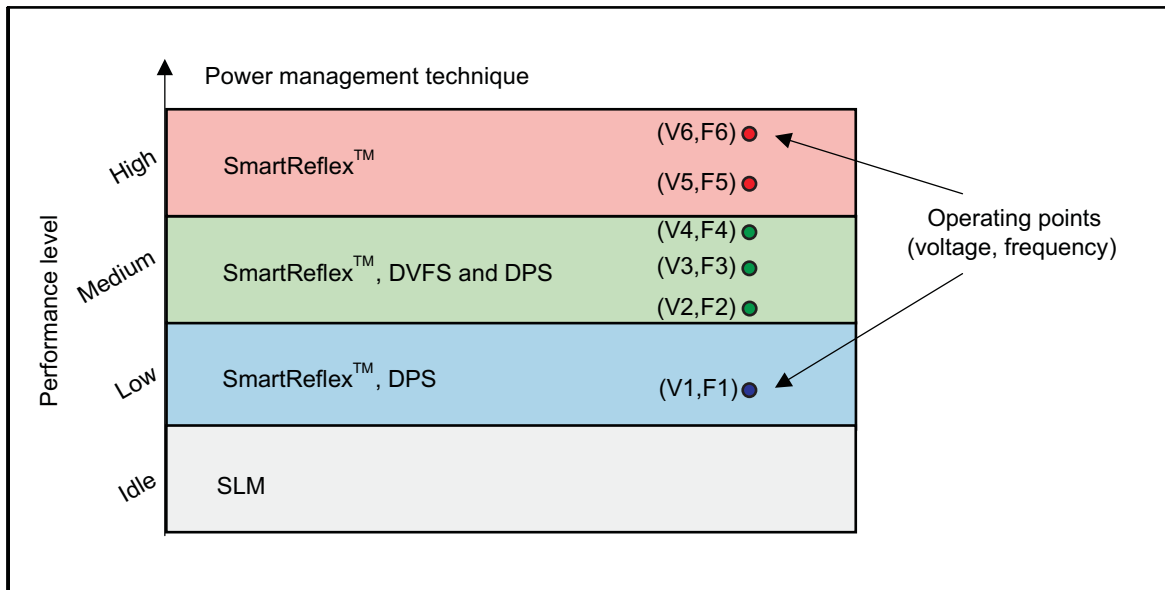 Power management technique
Performance level
High
SmartReflex™
(V6,F6)
(V5,F5)
Medium
SmartReflex™, DVFS and DPS
(V4,F4)
(V3,F3)
(V2,F2)
Low
SmartReflex™, DPS
(V1,F1)
Idle
SLM
Operating points
(voltage, frequency)